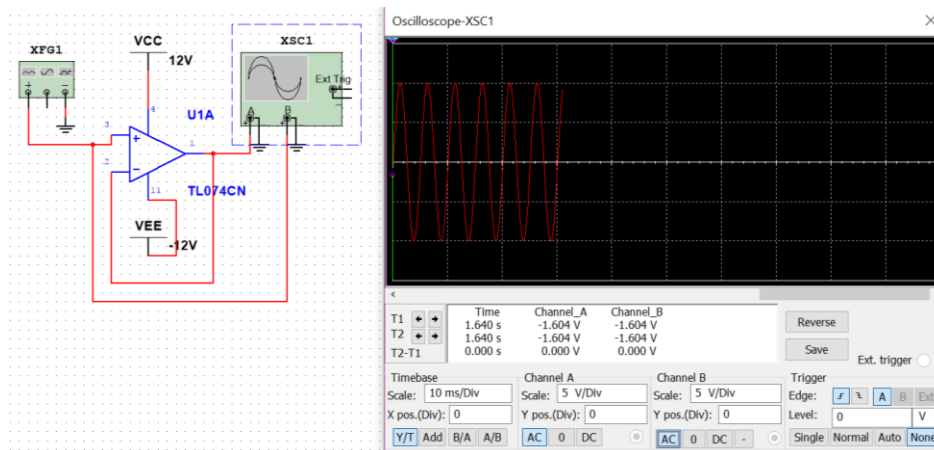 Oscilloscope-XSC1
XFG1
VCC
12V
XSC1
Ext Trig
A
B
U1A
4
3
2
1
11
TL074CN
VEE
-12V
Time Channel_A Channel_B
T1 1.640 s -1.604 V -1.604 V
T2 1.640 s -1.604 V -1.604 V
T2-T1 0.000 s 0.000 V 0.000 V
Reverse
Save
Ext. trigger
Timebase
Scale: 10 ms/Div
X pos.(Div): 0
Y/T Add B/A A/B
Channel A
Scale: 5 V/Div
Y pos.(Div): 0
AC 0 DC
Channel B
Scale: 5 V/Div
Y pos.(Div): 0
AC 0 DC -
Trigger
Edge: A B Ext
Level: 0 V
Single Normal Auto None